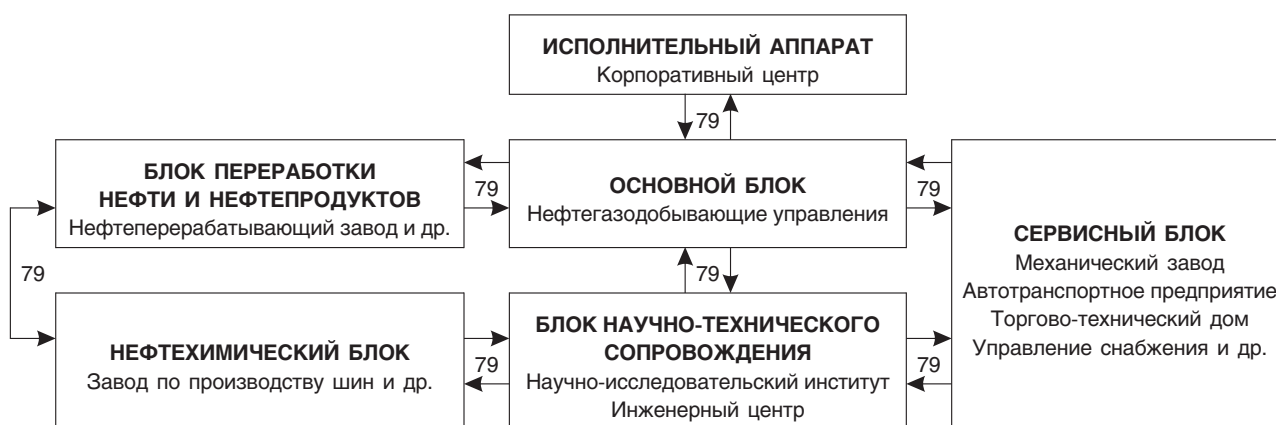 ИСПОЛНИТЕЛЬНЫЙ АППАРАТ
Корпоративный центр
79
БЛОК ПЕРЕРАБОТКИ
НЕФТИ И НЕФТЕПРОДУКТОВ
Нефтеперерабатывающий завод и др.
79
ОСНОВНОЙ БЛОК
Нефтегазодобывающие управления
79
СЕРВИСНЫЙ БЛОК
Механический завод
Автотранспортное предприятие
Торгово-технический дом
Управление снабжения и др.
79
79
НЕФТЕХИМИЧЕСКИЙ БЛОК
Завод по производству шин и др.
79
БЛОК НАУЧНО-ТЕХНИЧЕСКОГО
СОПРОВОЖДЕНИЯ
Научно-исследовательский институт
Инженерный центр
79